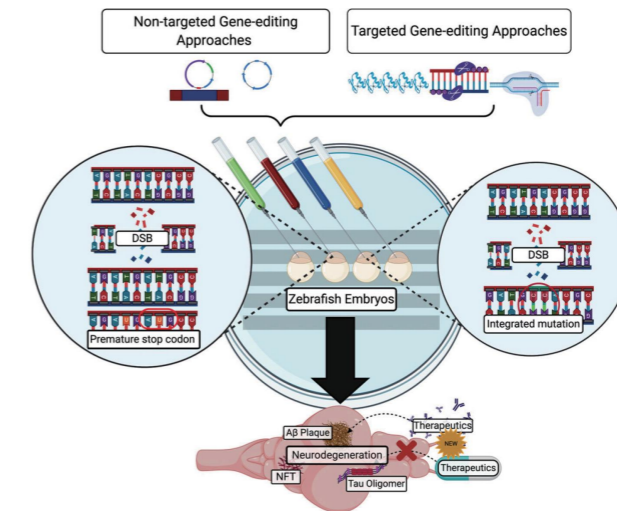 Non-targeted Gene-editing
Approaches
Targeted Gene-editing Approaches
DSB
Premature stop codon
Zebrafish Embryos
DSB
Integrated mutation
Aβ Plaque
Therapeutics
Neurodegeneration
NEW
NFT
Tau Oligomer
Therapeutics